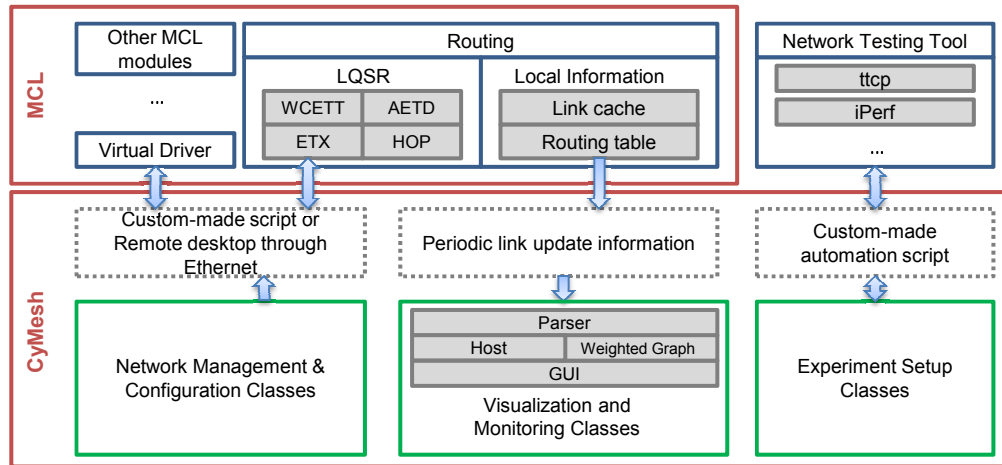 MCL
Other MCL
modules
...
Virtual Driver
Routing
LQSR
WCETT
AETD
ETX
HOP
Local Information
Link cache
Routing table
Network Testing Tool
ttcp
iPerf
...
CyMesh
Custom-made script or
Remote desktop through
Ethernet
Periodic link update information
Custom-made
automation script
Network Management &
Configuration Classes
Parser
Host
Weighted Graph
GUI
Visualization and
Monitoring Classes
Experiment Setup
Classes